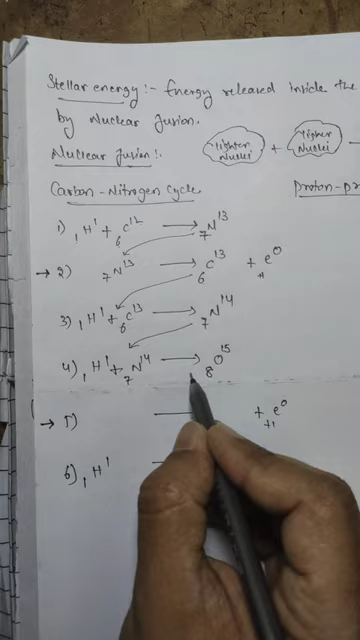 Stellar energy :- Energy released inside the
by Nuclear fusion.
Nuclear fusion :-
Lighter Nuclei + Lighter Nuclei
Carbon-Nitrogen cycle
Proton-pr
1) ₁H¹ + ₆C¹² → ₇N¹³
→ 2) ₇N¹³ → ₆C¹³ + ₊₁e⁰
3) ₁H¹ + ₆C¹³ → ₇N¹⁴
4) ₁H¹ + ₇N¹⁴ → ₈O¹⁵
→ 5) + ₊₁e⁰
6) ₁H¹